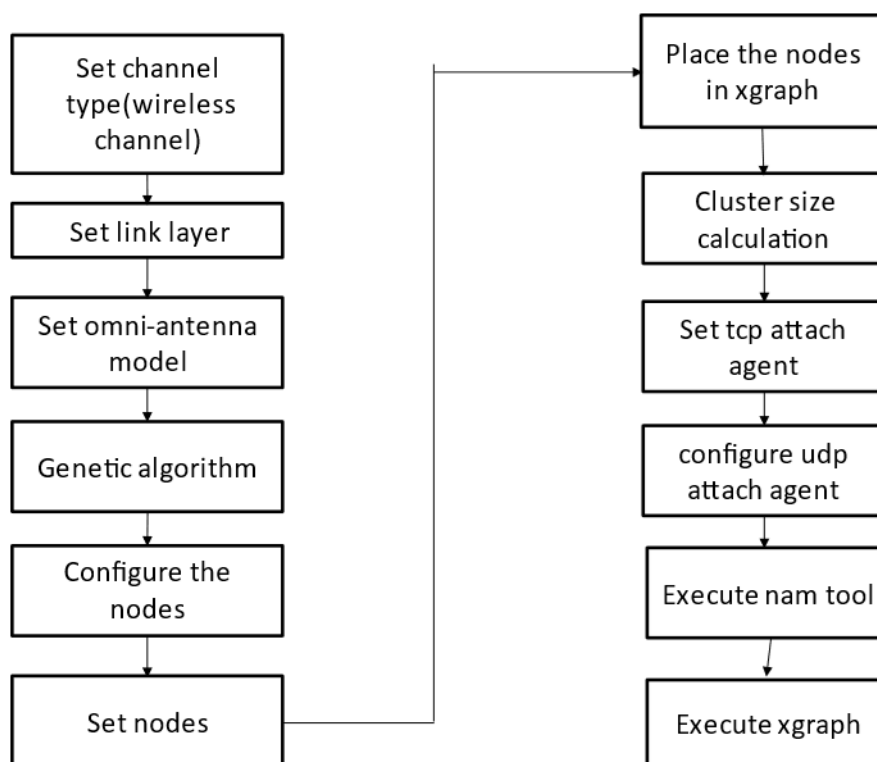 Set channel
type(wireless
channel)
Set link layer
Set omni-antenna
model
Genetic algorithm
Configure the
nodes
Set nodes
Place the nodes
in xgraph
Cluster size
calculation
Set tcp attach
agent
configure udp
attach agent
Execute nam tool
Execute xgraph